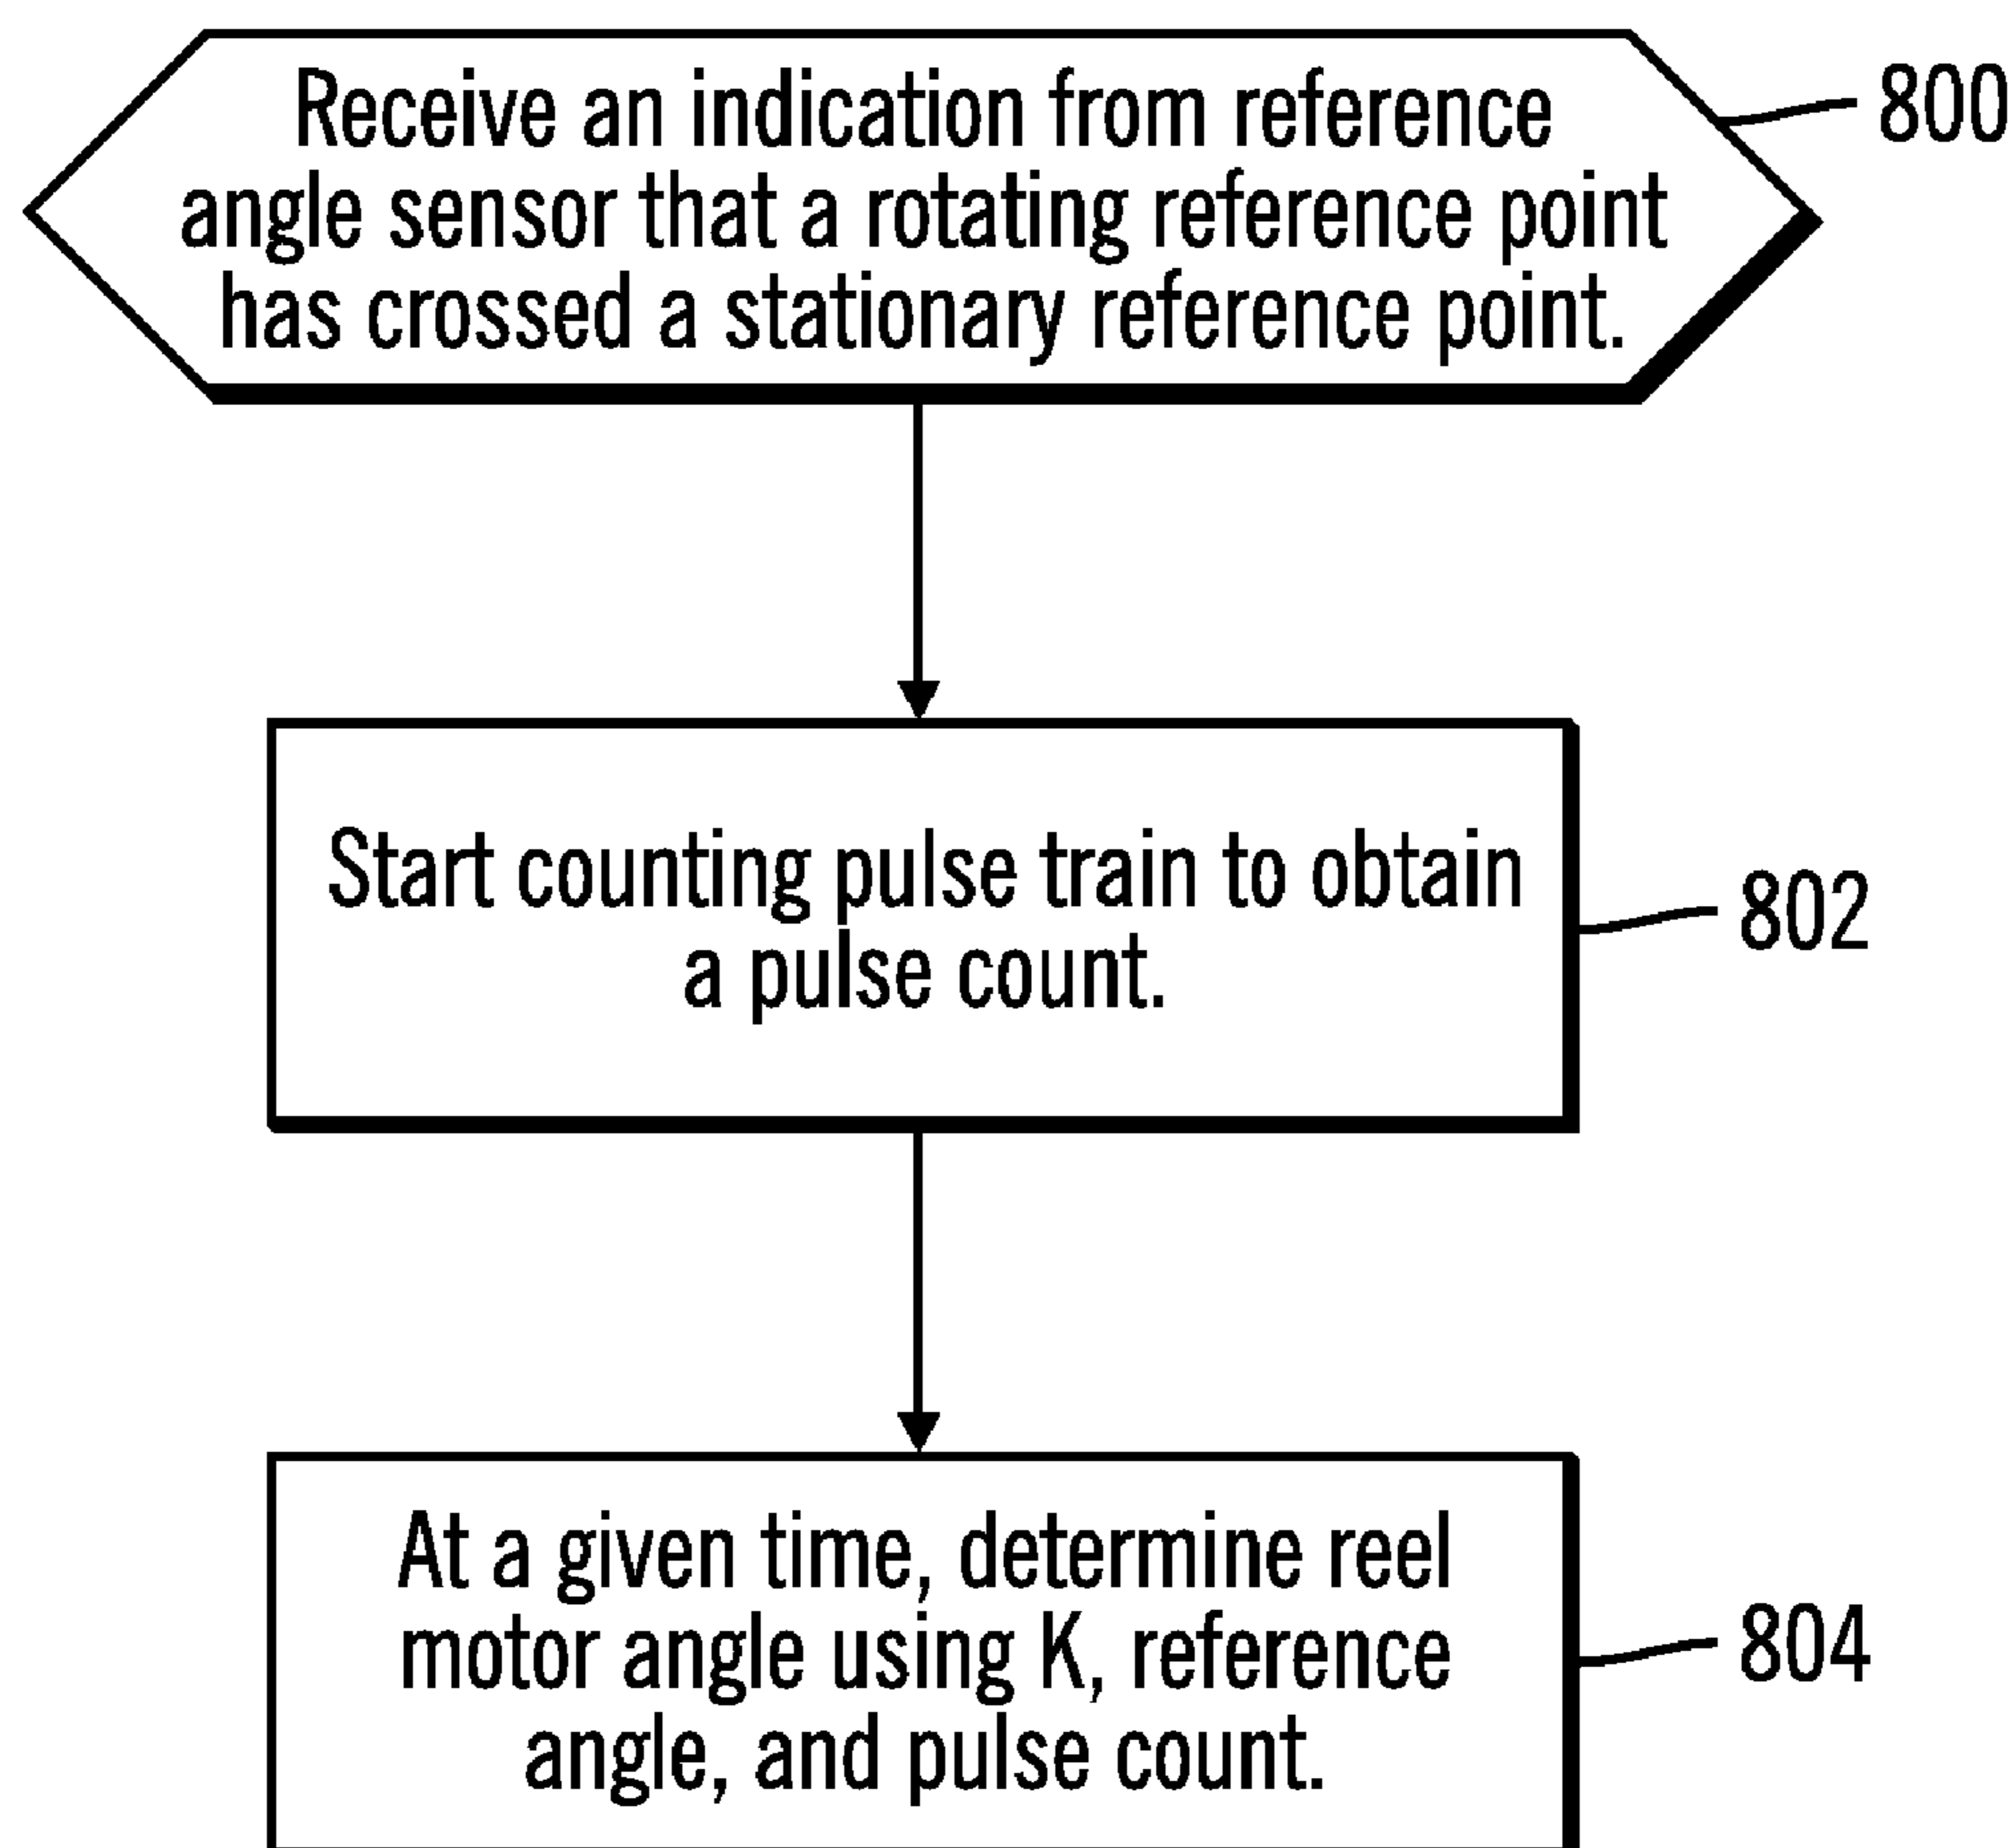 Receive an indication from reference
angle sensor that a rotating reference point
has crossed a stationary reference point.
800
Start counting pulse train to obtain
a pulse count.
802
At a given time, determine reel
motor angle using K, reference
angle, and pulse count.
804